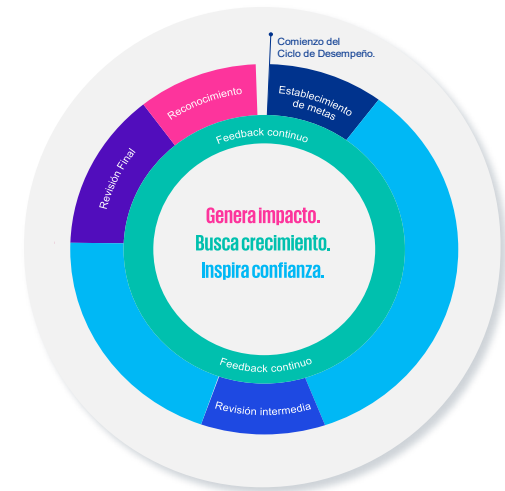 Comienzo del
Ciclo de Desempeño.
Establecimiento
de metas
Reconocimiento
Feedback continuo
Revisión Final
Genera impacto.
Busca crecimiento.
Inspira confianza.
Feedback continuo
Revisión intermedia